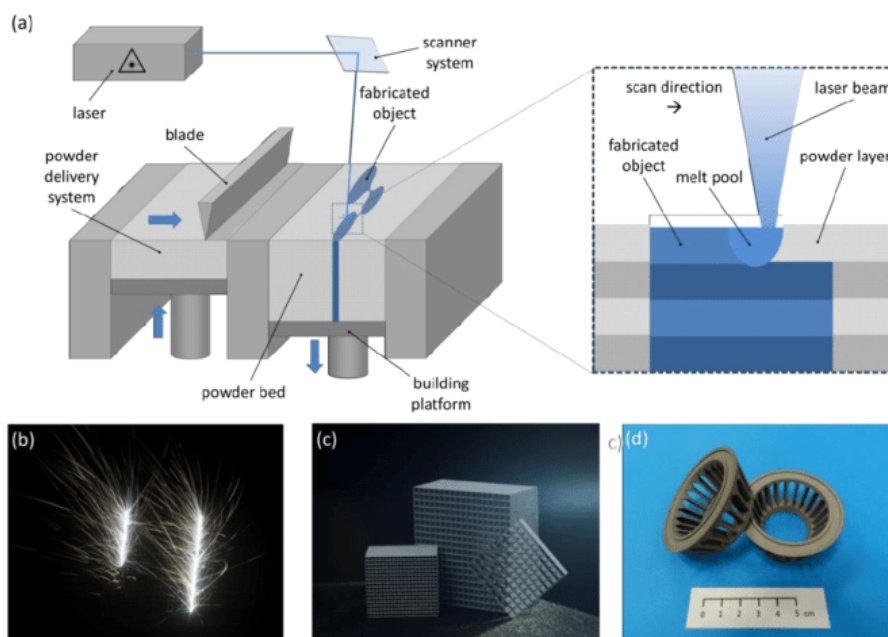 (a)
laser
scanner
system
fabricated
object
blade
powder
delivery
system
powder bed
building
platform
scan direction
→
laser beam
fabricated
object
melt pool
powder layer
(b)
(c)
c)
(d)
0 1 2 3 4 5 cm